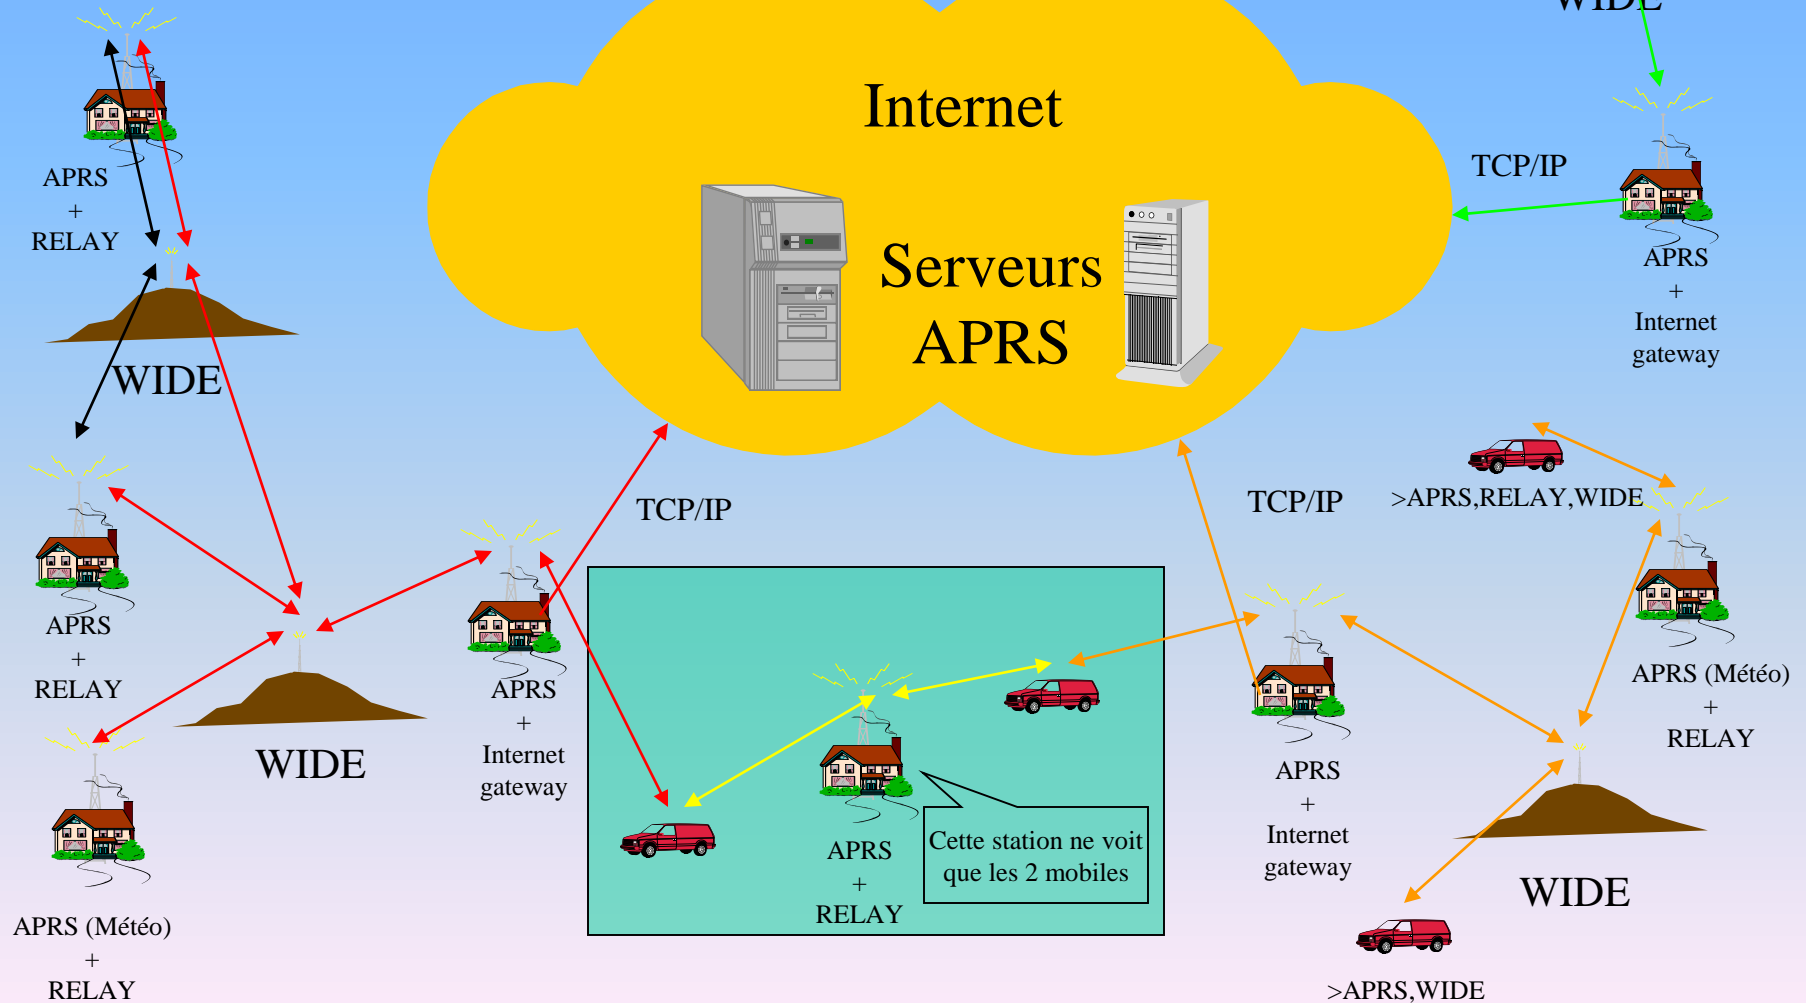 WIDE
Internet
TCP/IP
APRS
+
RELAY
Serveurs
APRS
APRS
+
Internet
gateway
WIDE
TCP/IP
TCP/IP
>APRS,RELAY,WIDE
APRS
+
RELAY
APRS
+
Internet
gateway
WIDE
APRS (Météo)
+
RELAY
APRS
+
RELAY
Cette station ne voit
que les 2 mobiles
APRS
+
Internet
gateway
APRS (Météo)
+
RELAY
WIDE
>APRS,WIDE